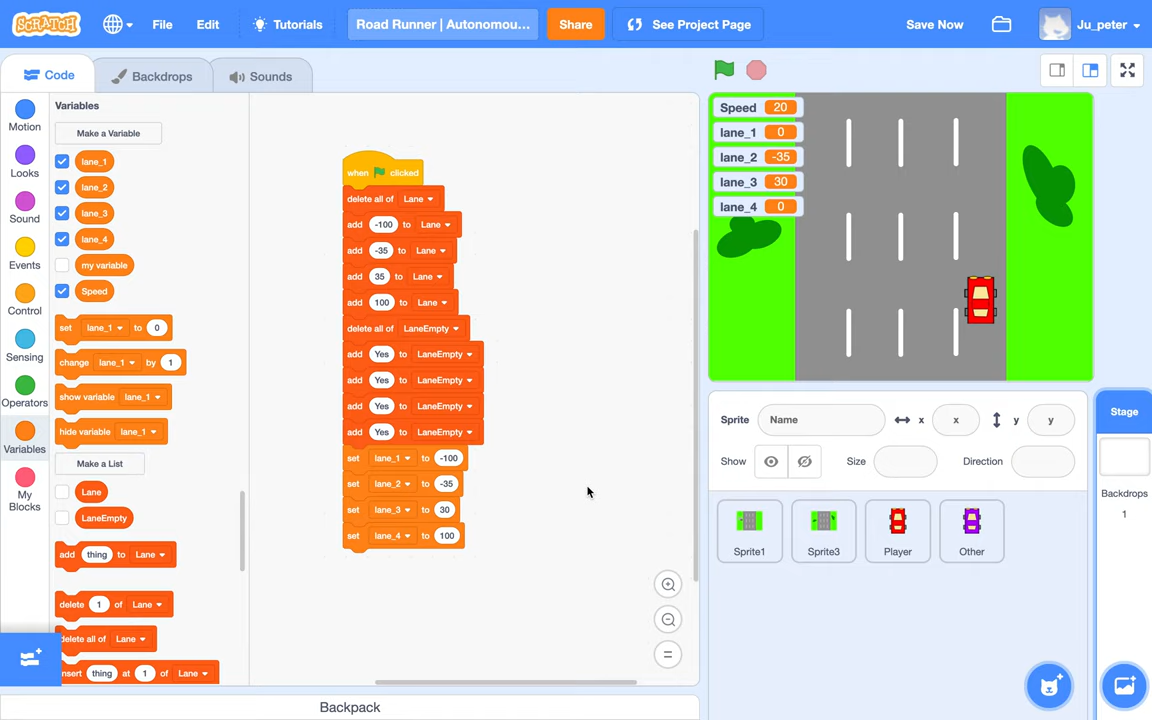 SCRATCH File Edit Tutorials Road Runner | Autonomou... Share See Project Page Save Now Ju_peter
Code Backdrops Sounds
Motion
Looks
Sound
Events
Control
Sensing
Operators
Variables
My
Blocks
Variables
Make a Variable
lane_1
lane_2
lane_3
lane_4
my variable
Speed
set lane_1 to 0
change lane_1 by 1
show variable lane_1
hide variable lane_1
Make a List
Lane
LaneEmpty
add thing to Lane
delete 1 of Lane
delete all of Lane
insert thing at 1 of Lane
when clicked
delete all of Lane
add -100 to Lane
add -35 to Lane
add 35 to Lane
add 100 to Lane
delete all of LaneEmpty
add Yes to LaneEmpty
add Yes to LaneEmpty
add Yes to LaneEmpty
add Yes to LaneEmpty
set lane_1 to -100
set lane_2 to -35
set lane_3 to 30
set lane_4 to 100
Speed 20
lane_1 0
lane_2 -35
lane_3 30
lane_4 0
Sprite Name x x y y
Show Size Direction
Sprite1 Sprite3 Player Other
Stage
Backdrops
1
Backpack